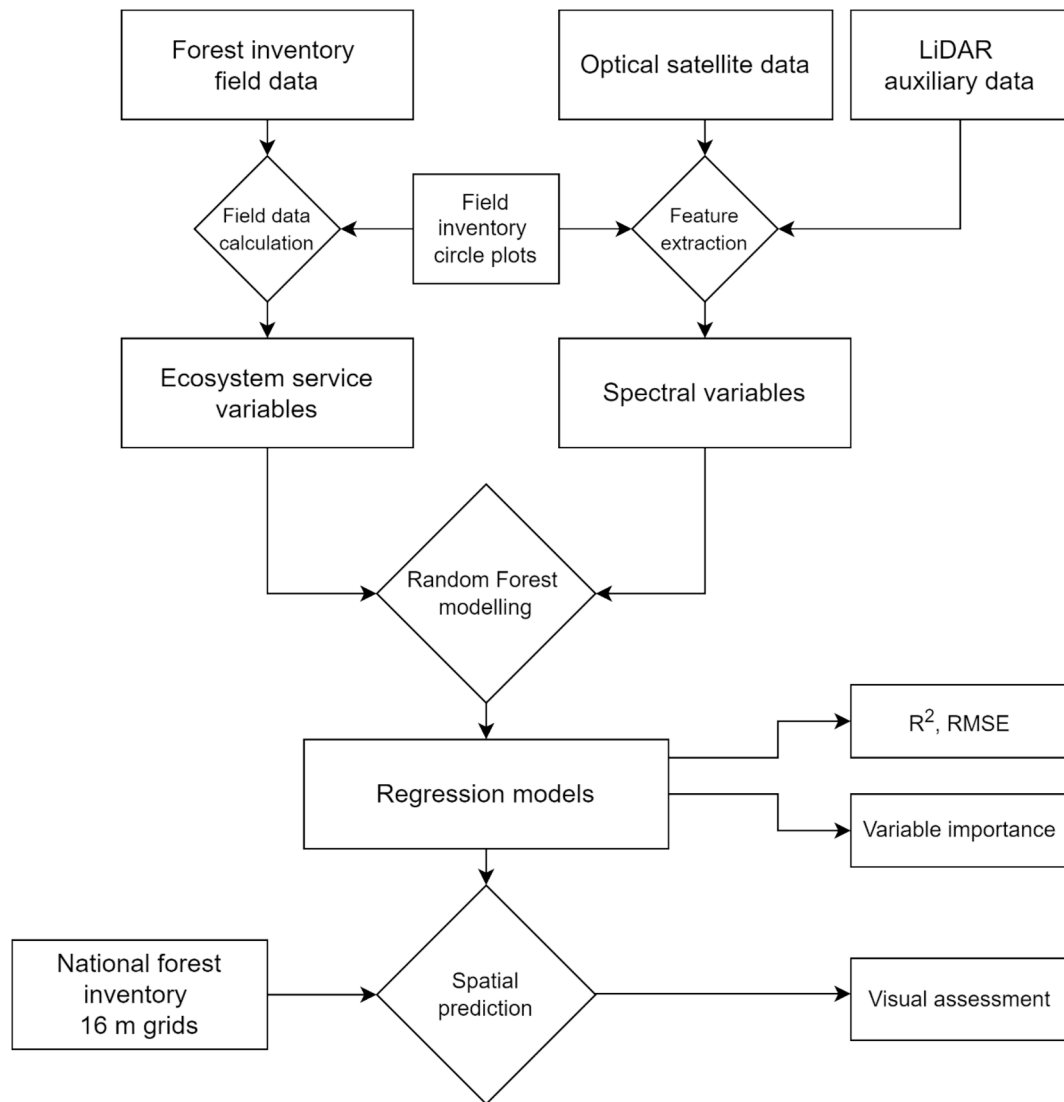 Forest inventory
field data
Optical satellite data
LiDAR
auxiliary data
Field data
calculation
Field
inventory
circle plots
Feature
extraction
Ecosystem service
variables
Spectral variables
Random Forest
modelling
R², RMSE
Regression models
Variable importance
National forest
inventory
16 m grids
Spatial
prediction
Visual assessment